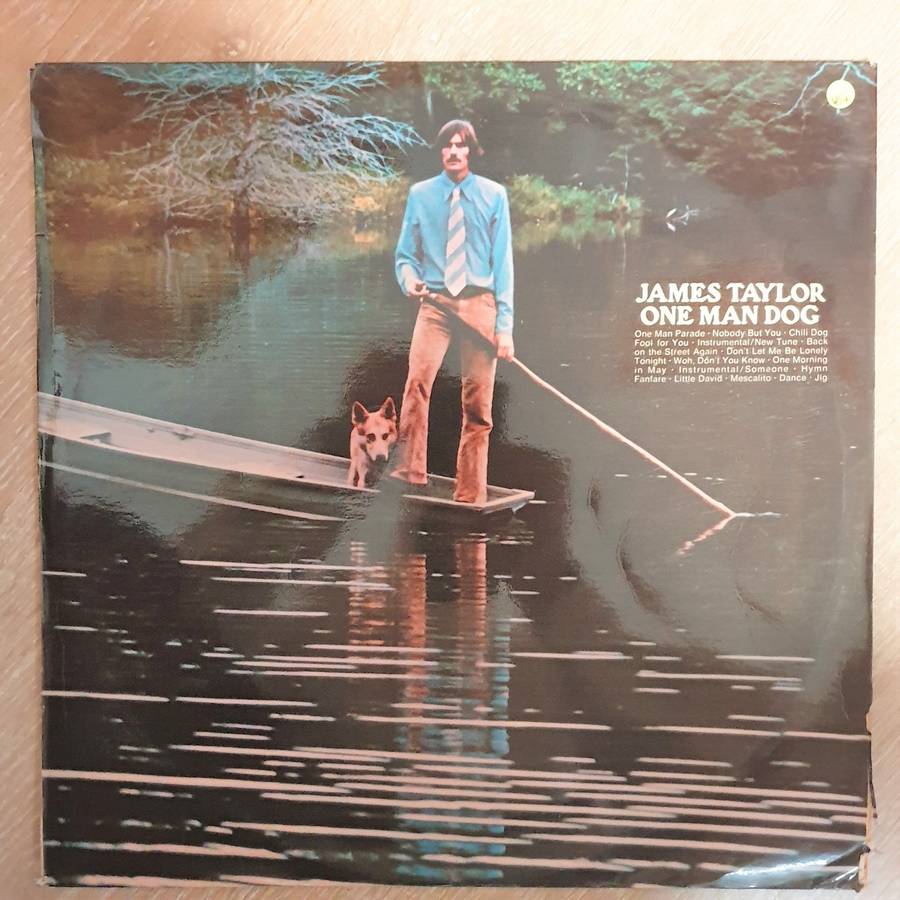 JAMES TAYLOR
ONE MAN DOG
One Man Parade · Nobody But You · Chili Dog
Fool for You · Instrumental/New Tune · Back
on the Street Again · Don't Let Me Be Lonely
Tonight · Woh, Don't You Know · One Morning
in May · Instrumental/Someone · Hymn
Fanfare · Little David · Mescalito · Dance · Jig